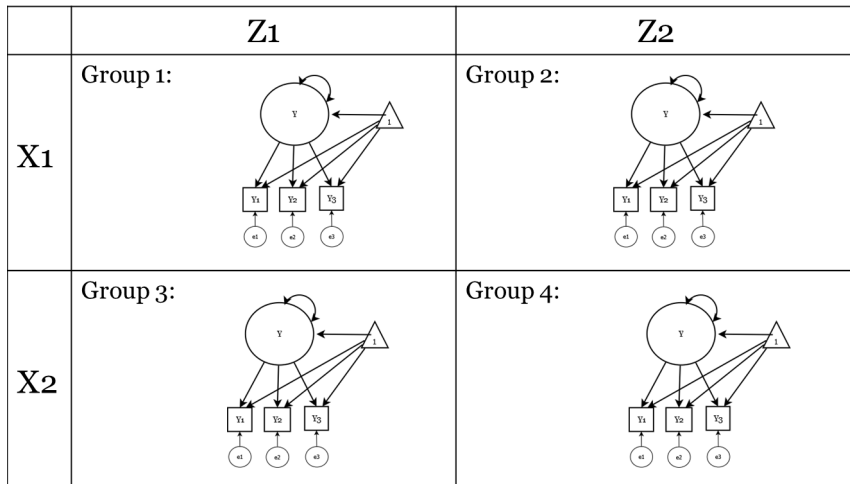 Z1 Z2
X1
Group 1:
Y
1
Y1 Y2 Y3
e1 e2 e3
Group 2:
Y
1
Y1 Y2 Y3
e1 e2 e3
X2
Group 3:
Y
1
Y1 Y2 Y3
e1 e2 e3
Group 4:
Y
1
Y1 Y2 Y3
e1 e2 e3